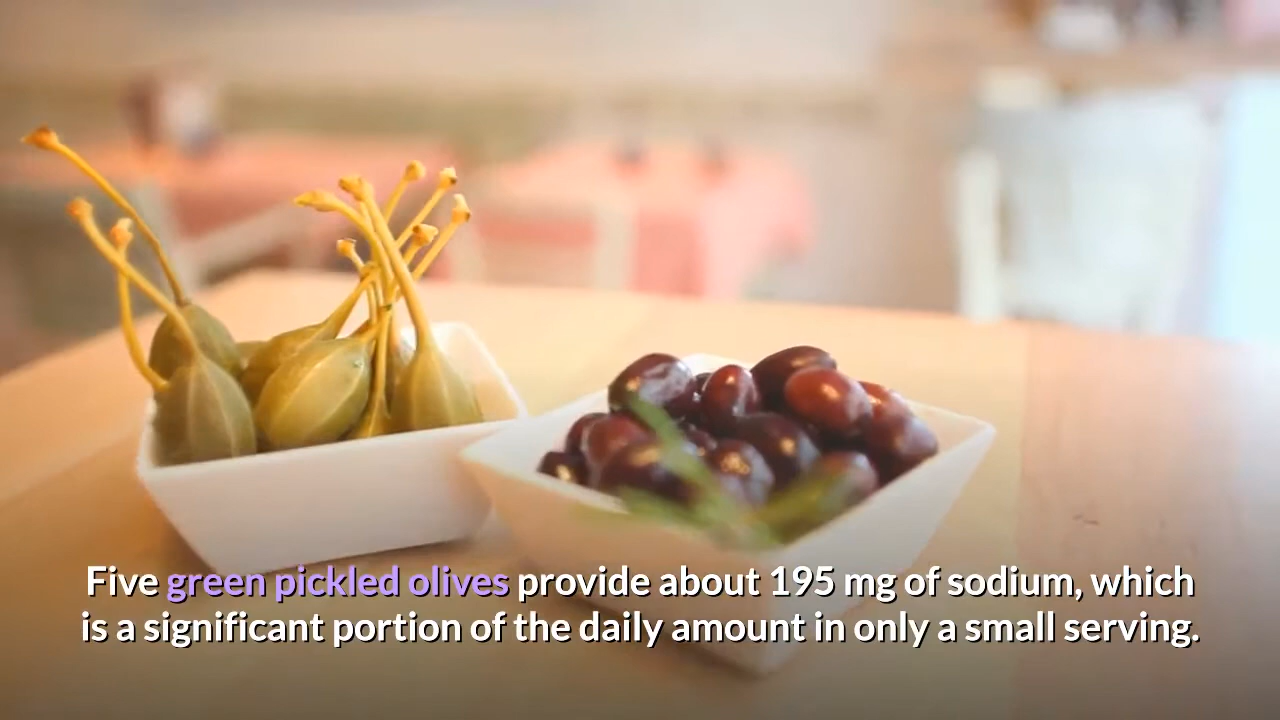 Five green pickled olives provide about 195 mg of sodium, which
is a significant portion of the daily amount in only a small serving.